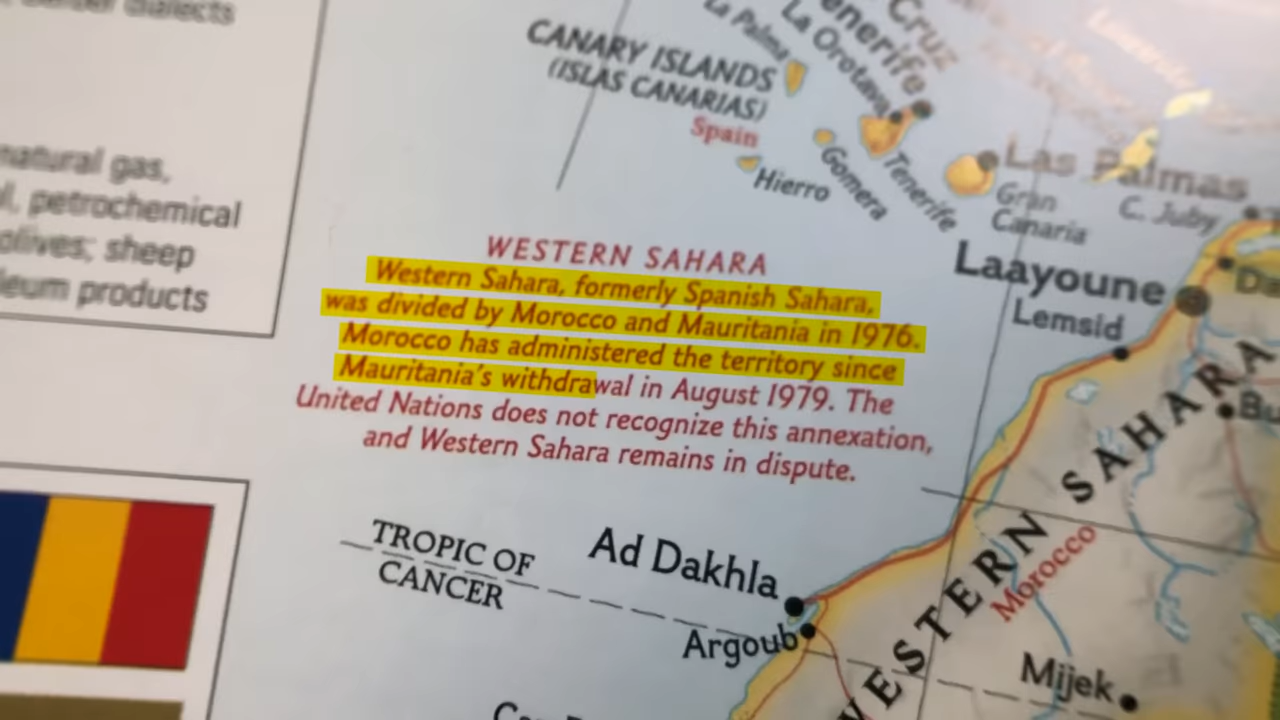 dialects
natural gas,
petrochemical
olives; sheep
products
CANARY ISLANDS
(ISLAS CANARIAS)
Spain
La Palma
La Orotava
Cruz
Tenerife
Hierro
Gomera
Tenerife
Las Palmas
Gran
Canaria
C. Juby
Laayoune
Lemsid
WESTERN SAHARA
Western Sahara, formerly Spanish Sahara,
was divided by Morocco and Mauritania in 1976.
Morocco has administered the territory since
Mauritania's withdrawal in August 1979. The
United Nations does not recognize this annexation,
and Western Sahara remains in dispute.
TROPIC OF
CANCER
Ad Dakhla
Argoub
WESTERN SAHARA
Morocco
Mijek